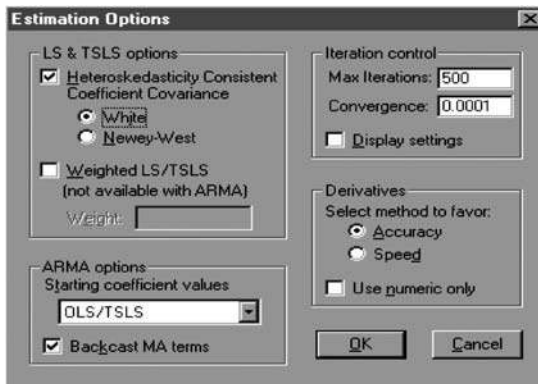 Estimation Options
LS & TSLS options
Heteroskedasticity Consistent
Coefficient Covariance
White
Newey-West
Weighted LS/TSLS
(not available with ARMA)
Weight:
ARMA options
Starting coefficient values
OLS/TSLS
Backcast MA terms
Iteration control
Max Iterations: 500
Convergence: 0.0001
Display settings
Derivatives
Select method to favor:
Accuracy
Speed
Use numeric only
OK
Cancel